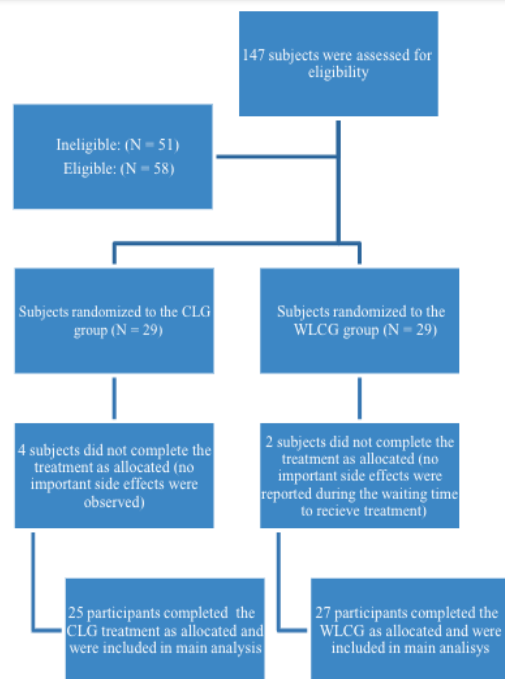 147 subjects were assessed for
eligibility
Ineligible: (N = 51)
Eligible: (N = 58)
Subjects randomized to the CLG
group (N = 29)
Subjects randomized to the
WLCG group (N = 29)
4 subjects did not complete the
treatment as allocated (no
important side effects were
observed)
2 subjects did not complete the
treatment as allocated (no
important side effects were
reported during the waiting time
to recieve treatment)
25 participants completed the
CLG treatment as allocated and
were included in main analysis
27 participants completed the
WLCG as allocated and were
included in main analisys